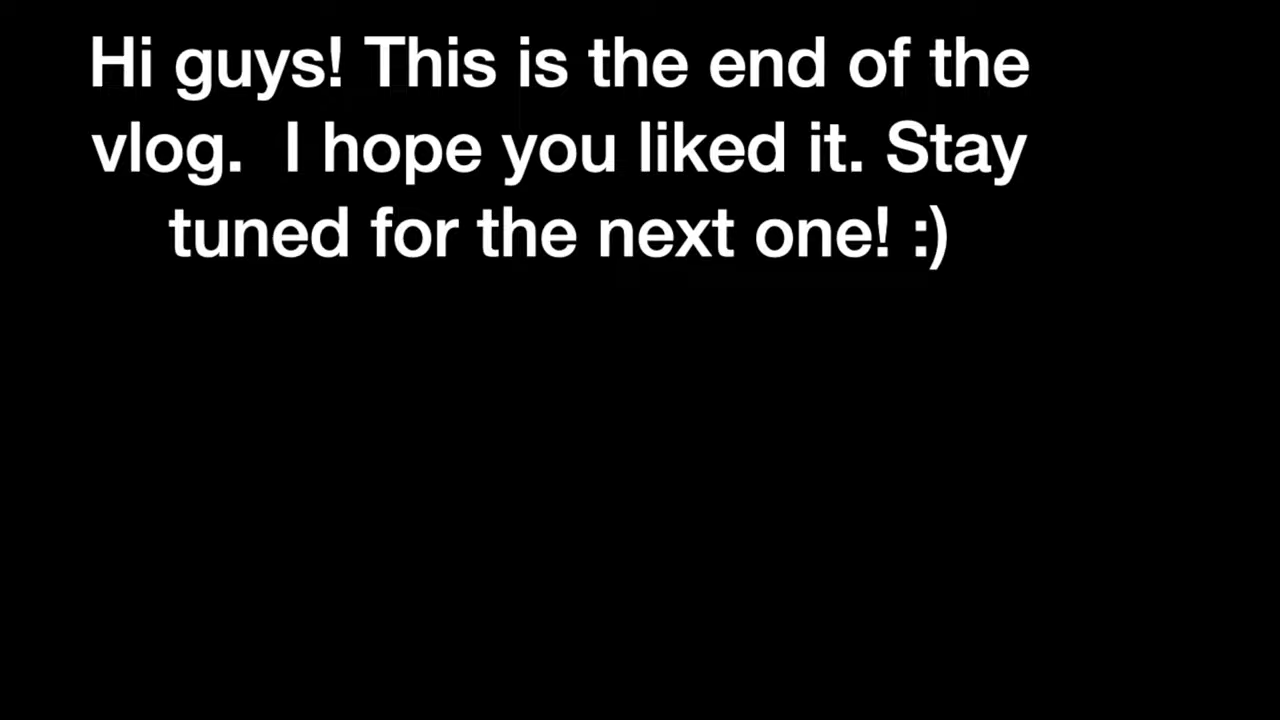 Hi guys! This is the end of the
vlog.  I hope you liked it. Stay
tuned for the next one! :)